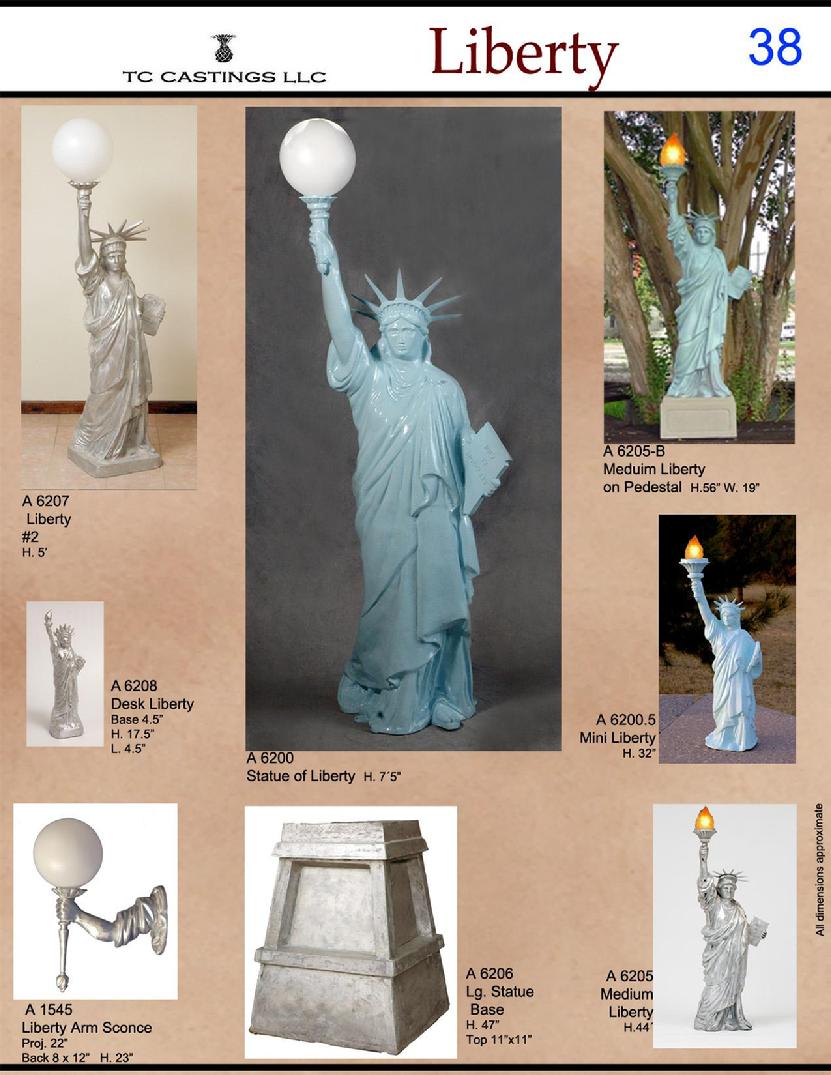 TC CASTINGS LLC
Liberty
38
A 6207
Liberty
#2
H. 5'
A 6208
Desk Liberty
Base 4.5"
H. 17.5"
L. 4.5"
A 6200
Statue of Liberty H. 7'5"
A 6205-B
Meduim Liberty
on Pedestal H.56" W. 19"
A 6200.5
Mini Liberty
H. 32"
A 1545
Liberty Arm Sconce
Proj. 22"
Back 8 x 12" H. 23"
A 6206
Lg. Statue
Base
H. 47"
Top 11"x11"
A 6205
Medium
Liberty
H.44"
All dimensions approximate